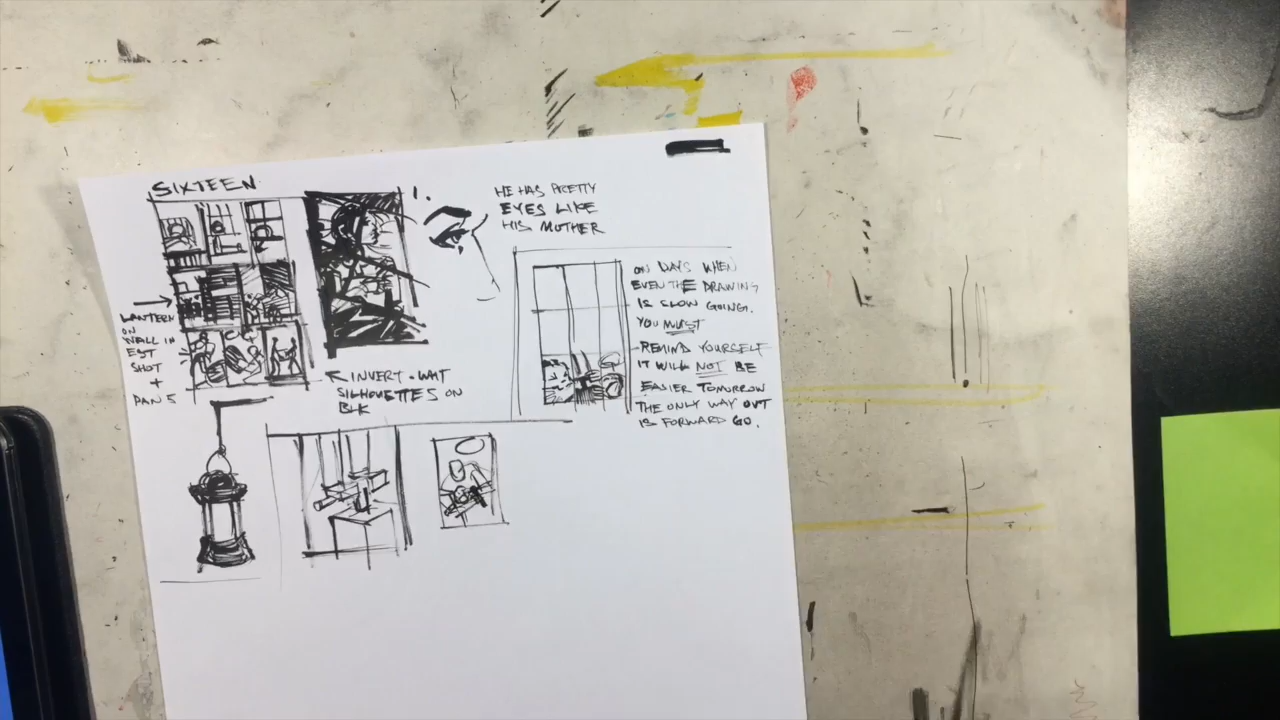 SIXTEEN
1.
HE HAS PRETTY
EYES LIKE
HIS MOTHER
ON DAYS WHEN
EVEN THE DRAWING
IS SLOW GOING.
YOU MUST
REMIND YOURSELF
IT WILL NOT BE
EASIER TOMORROW
THE ONLY WAY OUT
IS FORWARD GO.
LANTERN
ON
WALL IN
EST
SHOT
+
PAN 5
INVERT
SILHOUETTES ON
BLK